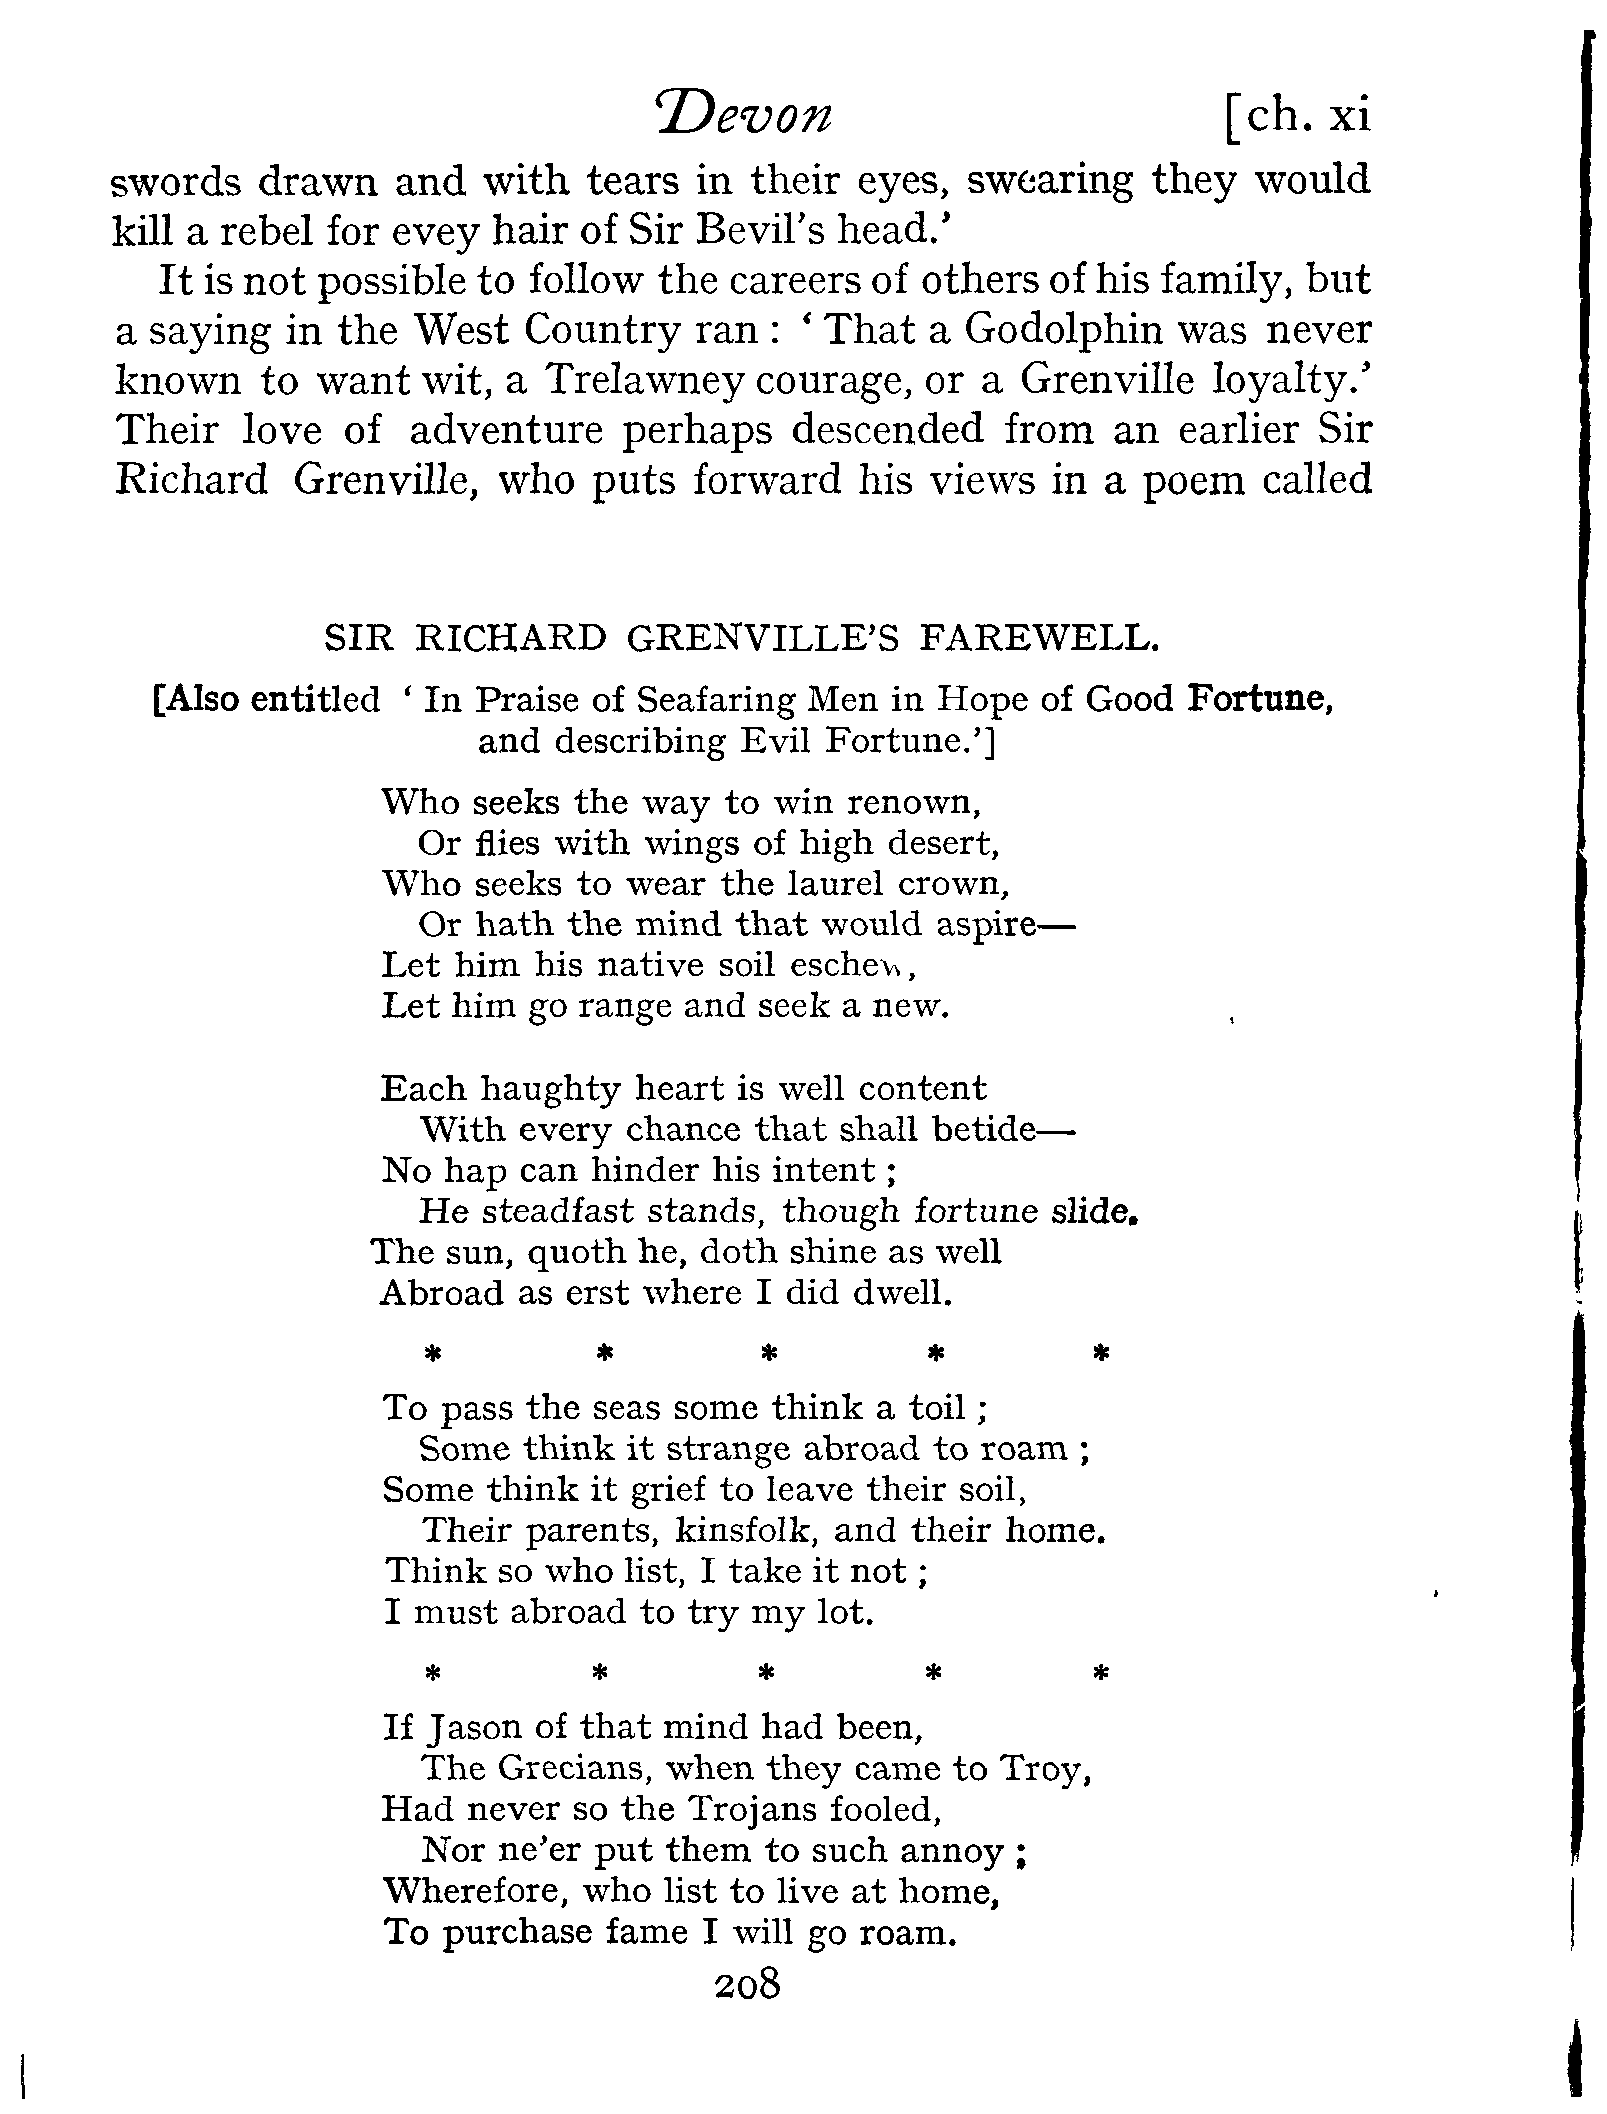 Devon [ch. xi
swords drawn and with tears in their eyes, swearing they would
kill a rebel for evey hair of Sir Bevil's head.'
It is not possible to follow the careers of others of his family, but
a saying in the West Country ran : ' That a Godolphin was never
known to want wit, a Trelawney courage, or a Grenville loyalty.'
Their love of adventure perhaps descended from an earlier Sir
Richard Grenville, who puts forward his views in a poem called
SIR RICHARD GRENVILLE'S FAREWELL.
[Also entitled ' In Praise of Seafaring Men in Hope of Good Fortune,
and describing Evil Fortune.']
Who seeks the way to win renown,
Or flies with wings of high desert,
Who seeks to wear the laurel crown,
Or hath the mind that would aspire—
Let him his native soil eschew,
Let him go range and seek a new.
Each haughty heart is well content
With every chance that shall betide—
No hap can hinder his intent ;
He steadfast stands, though fortune slide.
The sun, quoth he, doth shine as well
Abroad as erst where I did dwell.
* * * * *
To pass the seas some think a toil ;
Some think it strange abroad to roam ;
Some think it grief to leave their soil,
Their parents, kinsfolk, and their home.
Think so who list, I take it not ;
I must abroad to try my lot.
* * * * *
If Jason of that mind had been,
The Grecians, when they came to Troy,
Had never so the Trojans fooled,
Nor ne'er put them to such annoy ;
Wherefore, who list to live at home,
To purchase fame I will go roam.
208